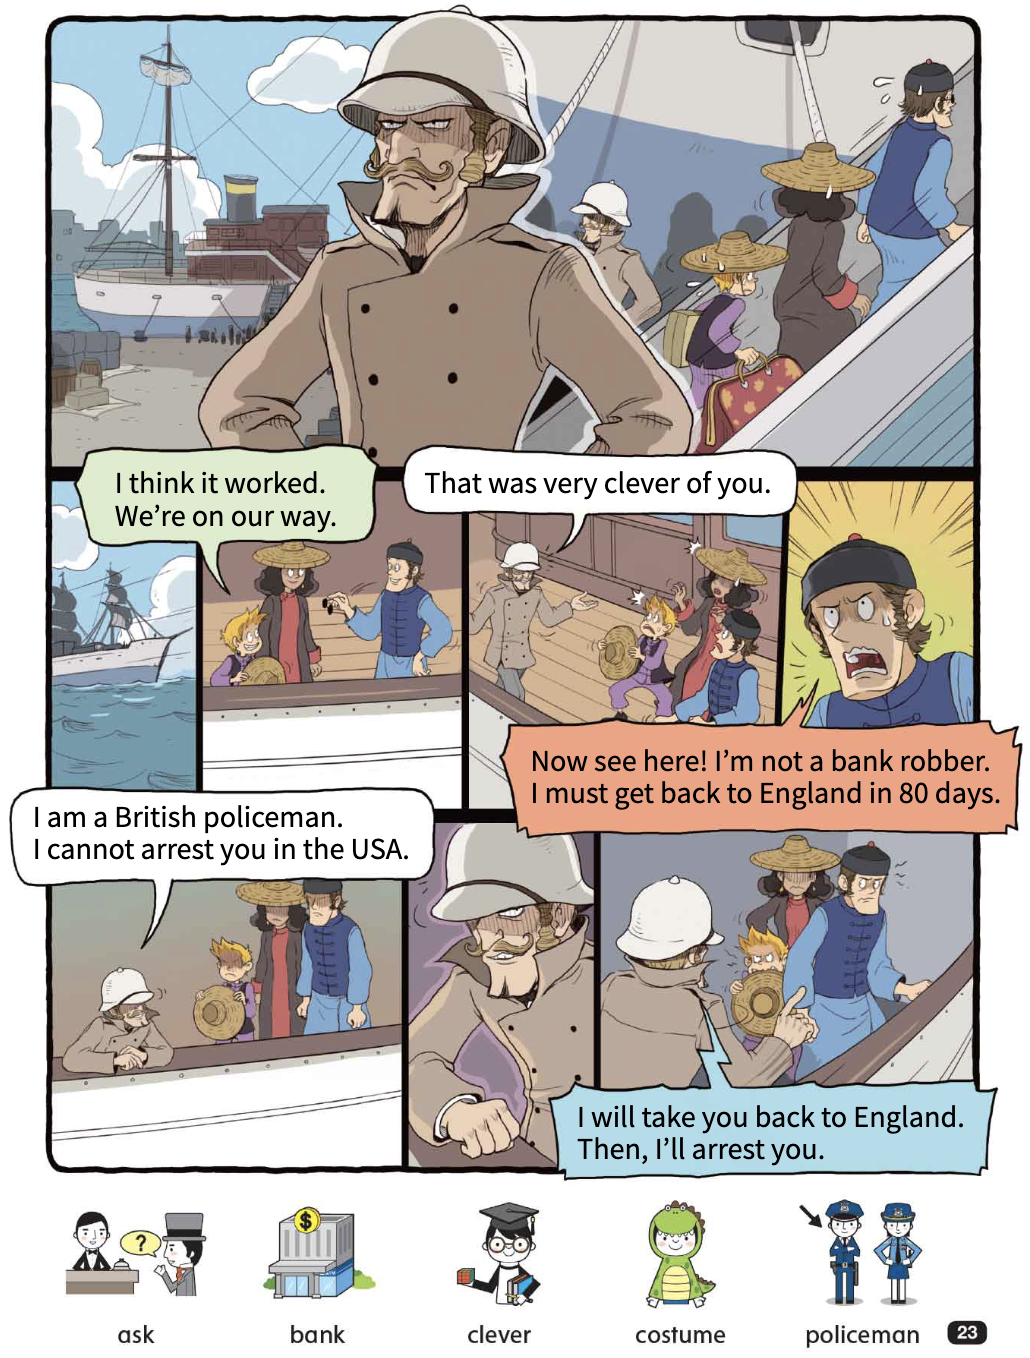 I think it worked.
We're on our way.
That was very clever of you.
Now see here! I'm not a bank robber.
I must get back to England in 80 days.
I am a British policeman.
I cannot arrest you in the USA.
I will take you back to England.
Then, I'll arrest you.
?
$
ask
bank
clever
costume
policeman
23